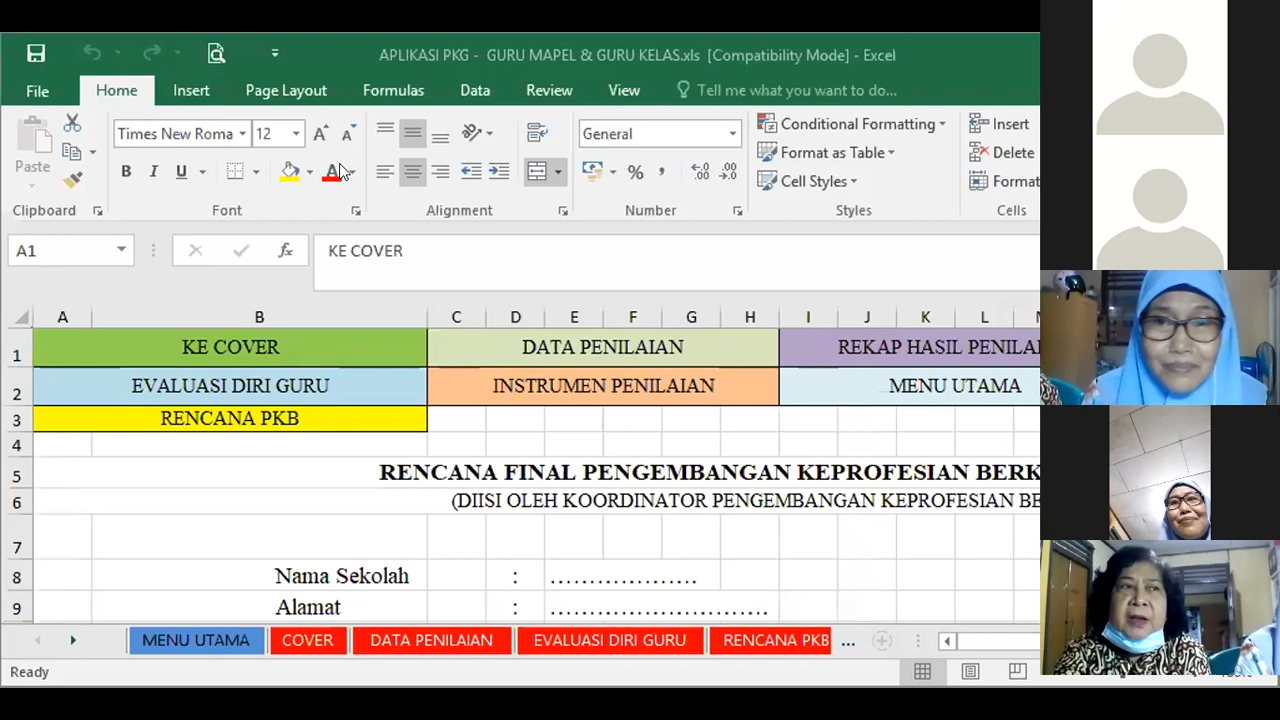 APLIKASI PKG - GURU MAPEL & GURU KELAS.xls [Compatibility Mode] - Excel
File Home Insert Page Layout Formulas Data Review View Tell me what you want to do...
Times New Roma 12 General Conditional Formatting Insert
Paste Format as Table Delete
B I U A % , Cell Styles Format
Clipboard Font Alignment Number Styles Cells
A1 fx KE COVER
A B C D E F G H I J K L
1 KE COVER DATA PENILAIAN REKAP HASIL
2 EVALUASI DIRI GURU INSTRUMEN PENILAIAN MENU UTAMA
3 RENCANA PKB
4
5 RENCANA FINAL PENGEMBANGAN KEPROFESIAN
6 (DIISI OLEH KOORDINATOR PENGEMBANGAN KEPROFESIAN
7
8 Nama Sekolah : ...................
9 Alamat : ............................
MENU UTAMA COVER DATA PENILAIAN EVALUASI DIRI GURU RENCANA PKB ...
Ready